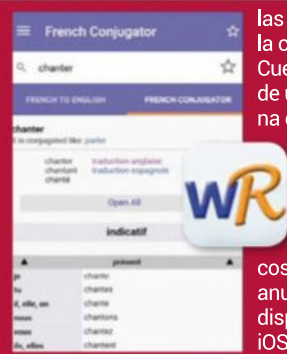 French Conjugator
chanter
FRENCH TO ENGLISH FRENCH CONJUGATOR
chanter
is conjugated like: parler
chanter traduction anglaise
chantant traduction espagnole
chanté
Open All
indicatif
présent
je chante
tu chantes
il, elle, on chante
nous chantons
vous chantez
ils, elles chantent
WR
las
la
de
cos
anu
disp
iOS